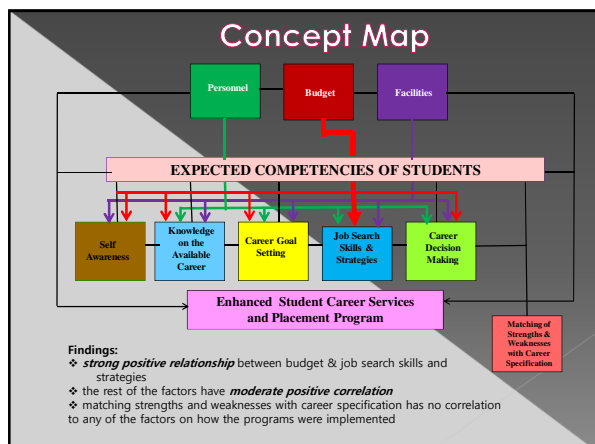 Concept Map
Personnel
Budget
Facilities
EXPECTED COMPETENCIES OF STUDENTS
Self
Awareness
Knowledge
on the
Available
Career
Career Goal
Setting
Job Search
Skills &
Strategies
Career
Decision
Making
Enhanced Student Career Services
and Placement Program
Matching of
Strengths &
Weaknesses
with Career
Specification
Findings:
❖ strong positive relationship between budget & job search skills and
strategies
❖ the rest of the factors have moderate positive correlation
❖ matching strengths and weaknesses with career specification has no correlation
to any of the factors on how the programs were implemented